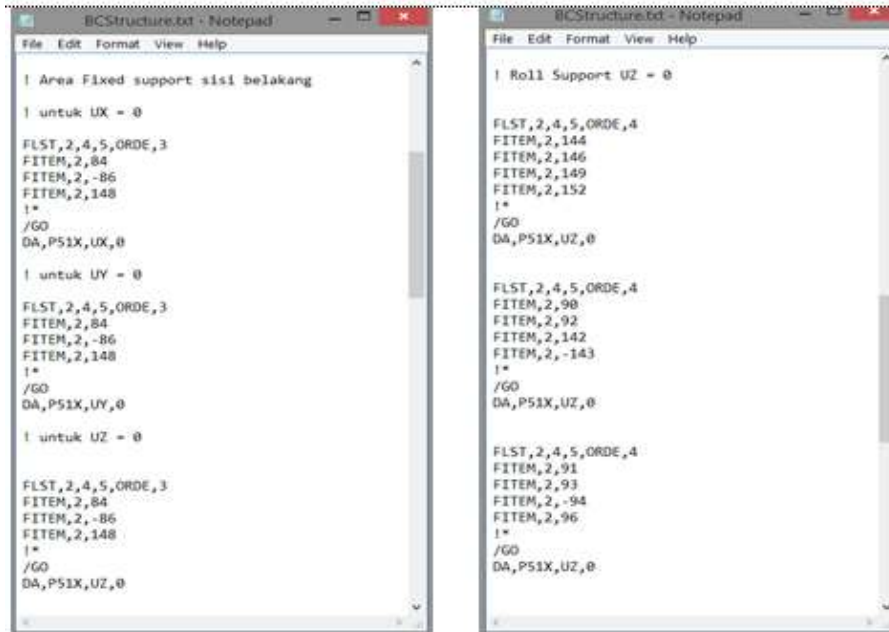 BCStructure.txt - Notepad
File Edit Format View Help
! Area Fixed support sisi belakang
! untuk UX = 0
FLST,2,4,5,ORDE,3
FITEM,2,84
FITEM,2,-86
FITEM,2,148
!*
/GO
DA,P51X,UX,0
! untuk UY = 0
FLST,2,4,5,ORDE,3
FITEM,2,84
FITEM,2,-86
FITEM,2,148
!*
/GO
DA,P51X,UY,0
! untuk UZ = 0
FLST,2,4,5,ORDE,3
FITEM,2,84
FITEM,2,-86
FITEM,2,148
!*
/GO
DA,P51X,UZ,0
BCStructure.txt - Notepad
File Edit Format View Help
! Roll Support UZ = 0
FLST,2,4,5,ORDE,4
FITEM,2,144
FITEM,2,146
FITEM,2,149
FITEM,2,152
!*
/GO
DA,P51X,UZ,0
FLST,2,4,5,ORDE,4
FITEM,2,90
FITEM,2,92
FITEM,2,142
FITEM,2,-143
!*
/GO
DA,P51X,UZ,0
FLST,2,4,5,ORDE,4
FITEM,2,91
FITEM,2,93
FITEM,2,-94
FITEM,2,96
!*
/GO
DA,P51X,UZ,0